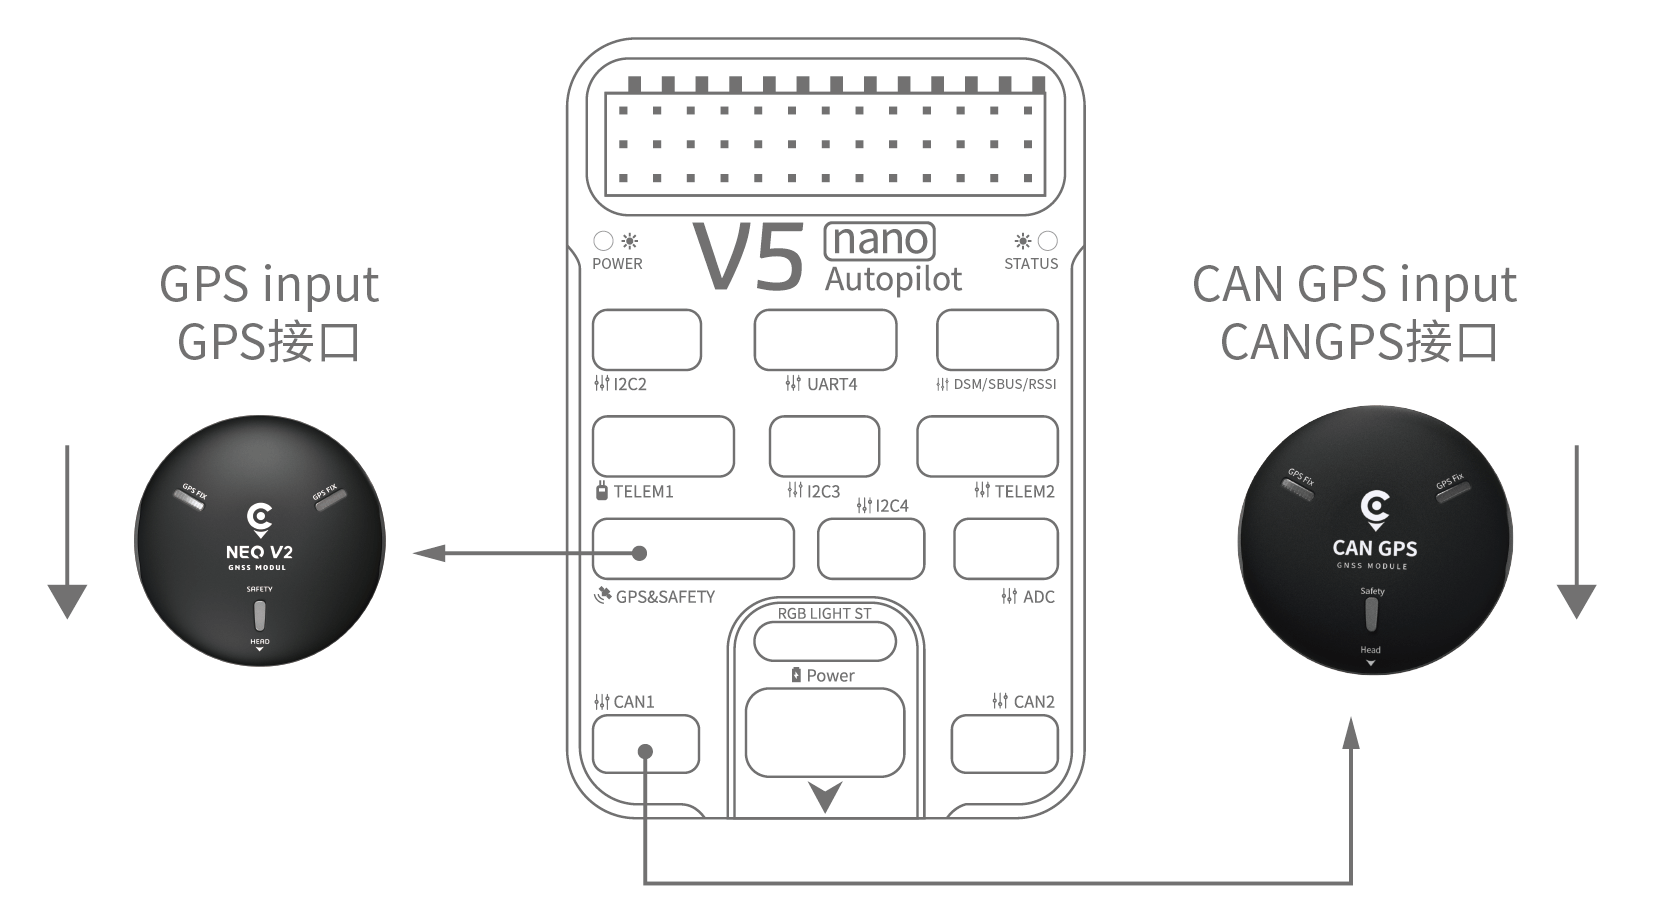 GPS input
GPS接口
GPS FIX
GPS FIX
NEO V2
GNSS MODUL
SAFETY
HEAD
POWER
V5 nano
Autopilot
STATUS
I2C2
UART4
DSM/SBUS/RSSI
TELEM1
I2C3
TELEM2
I2C4
GPS&SAFETY
ADC
RGB LIGHT ST
Power
CAN1
CAN2
CAN GPS input
CANGPS接口
GPS Fix
GPS Fix
CAN GPS
GNSS MODULE
Safety
Head